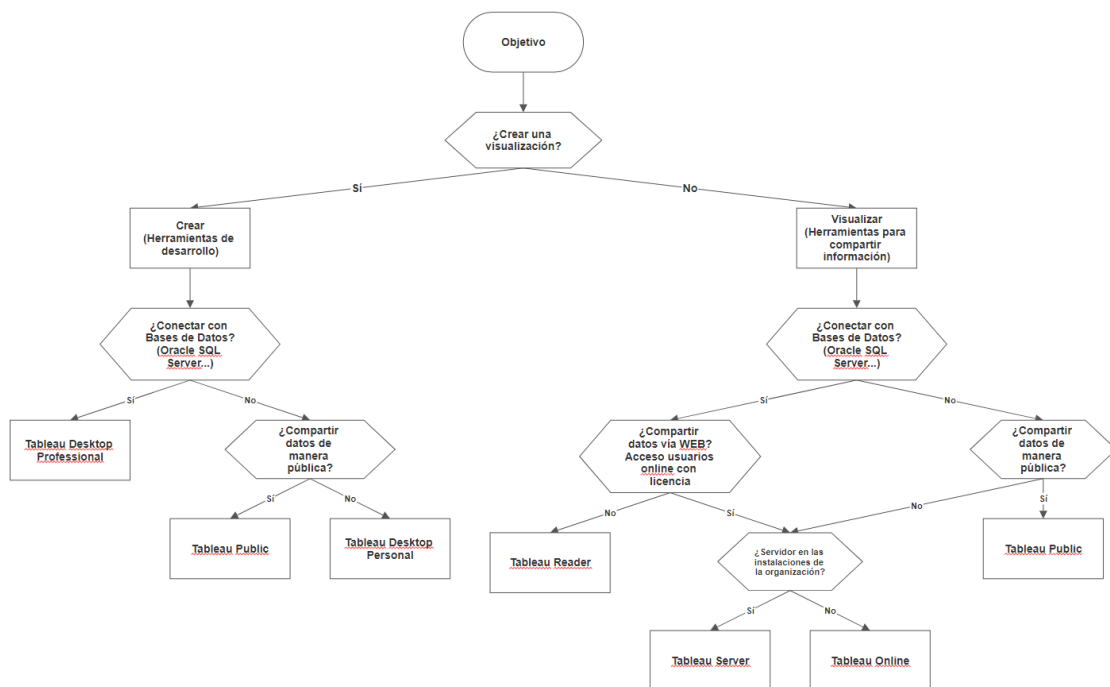 Objetivo
¿Crear una
visualización?
Sí
No
Crear
(Herramientas de
desarrollo)
Visualizar
(Herramientas para
compartir
información)
¿Conectar con
Bases de Datos?
(Oracle SQL
Server...)
¿Conectar con
Bases de Datos?
(Oracle SQL
Server...)
Sí
No
Sí
No
Tableau Desktop
Professional
¿Compartir
datos de
manera
pública?
¿Compartir
datos vía WEB?
Acceso usuarios
online con
licencia
¿Compartir
datos de
manera
pública?
Sí
No
No
Sí
No
Sí
Tableau Public
Tableau Desktop
Personal
Tableau Reader
¿Servidor en las
instalaciones de
la organización?
Tableau Public
Sí
No
Tableau Server
Tableau Online